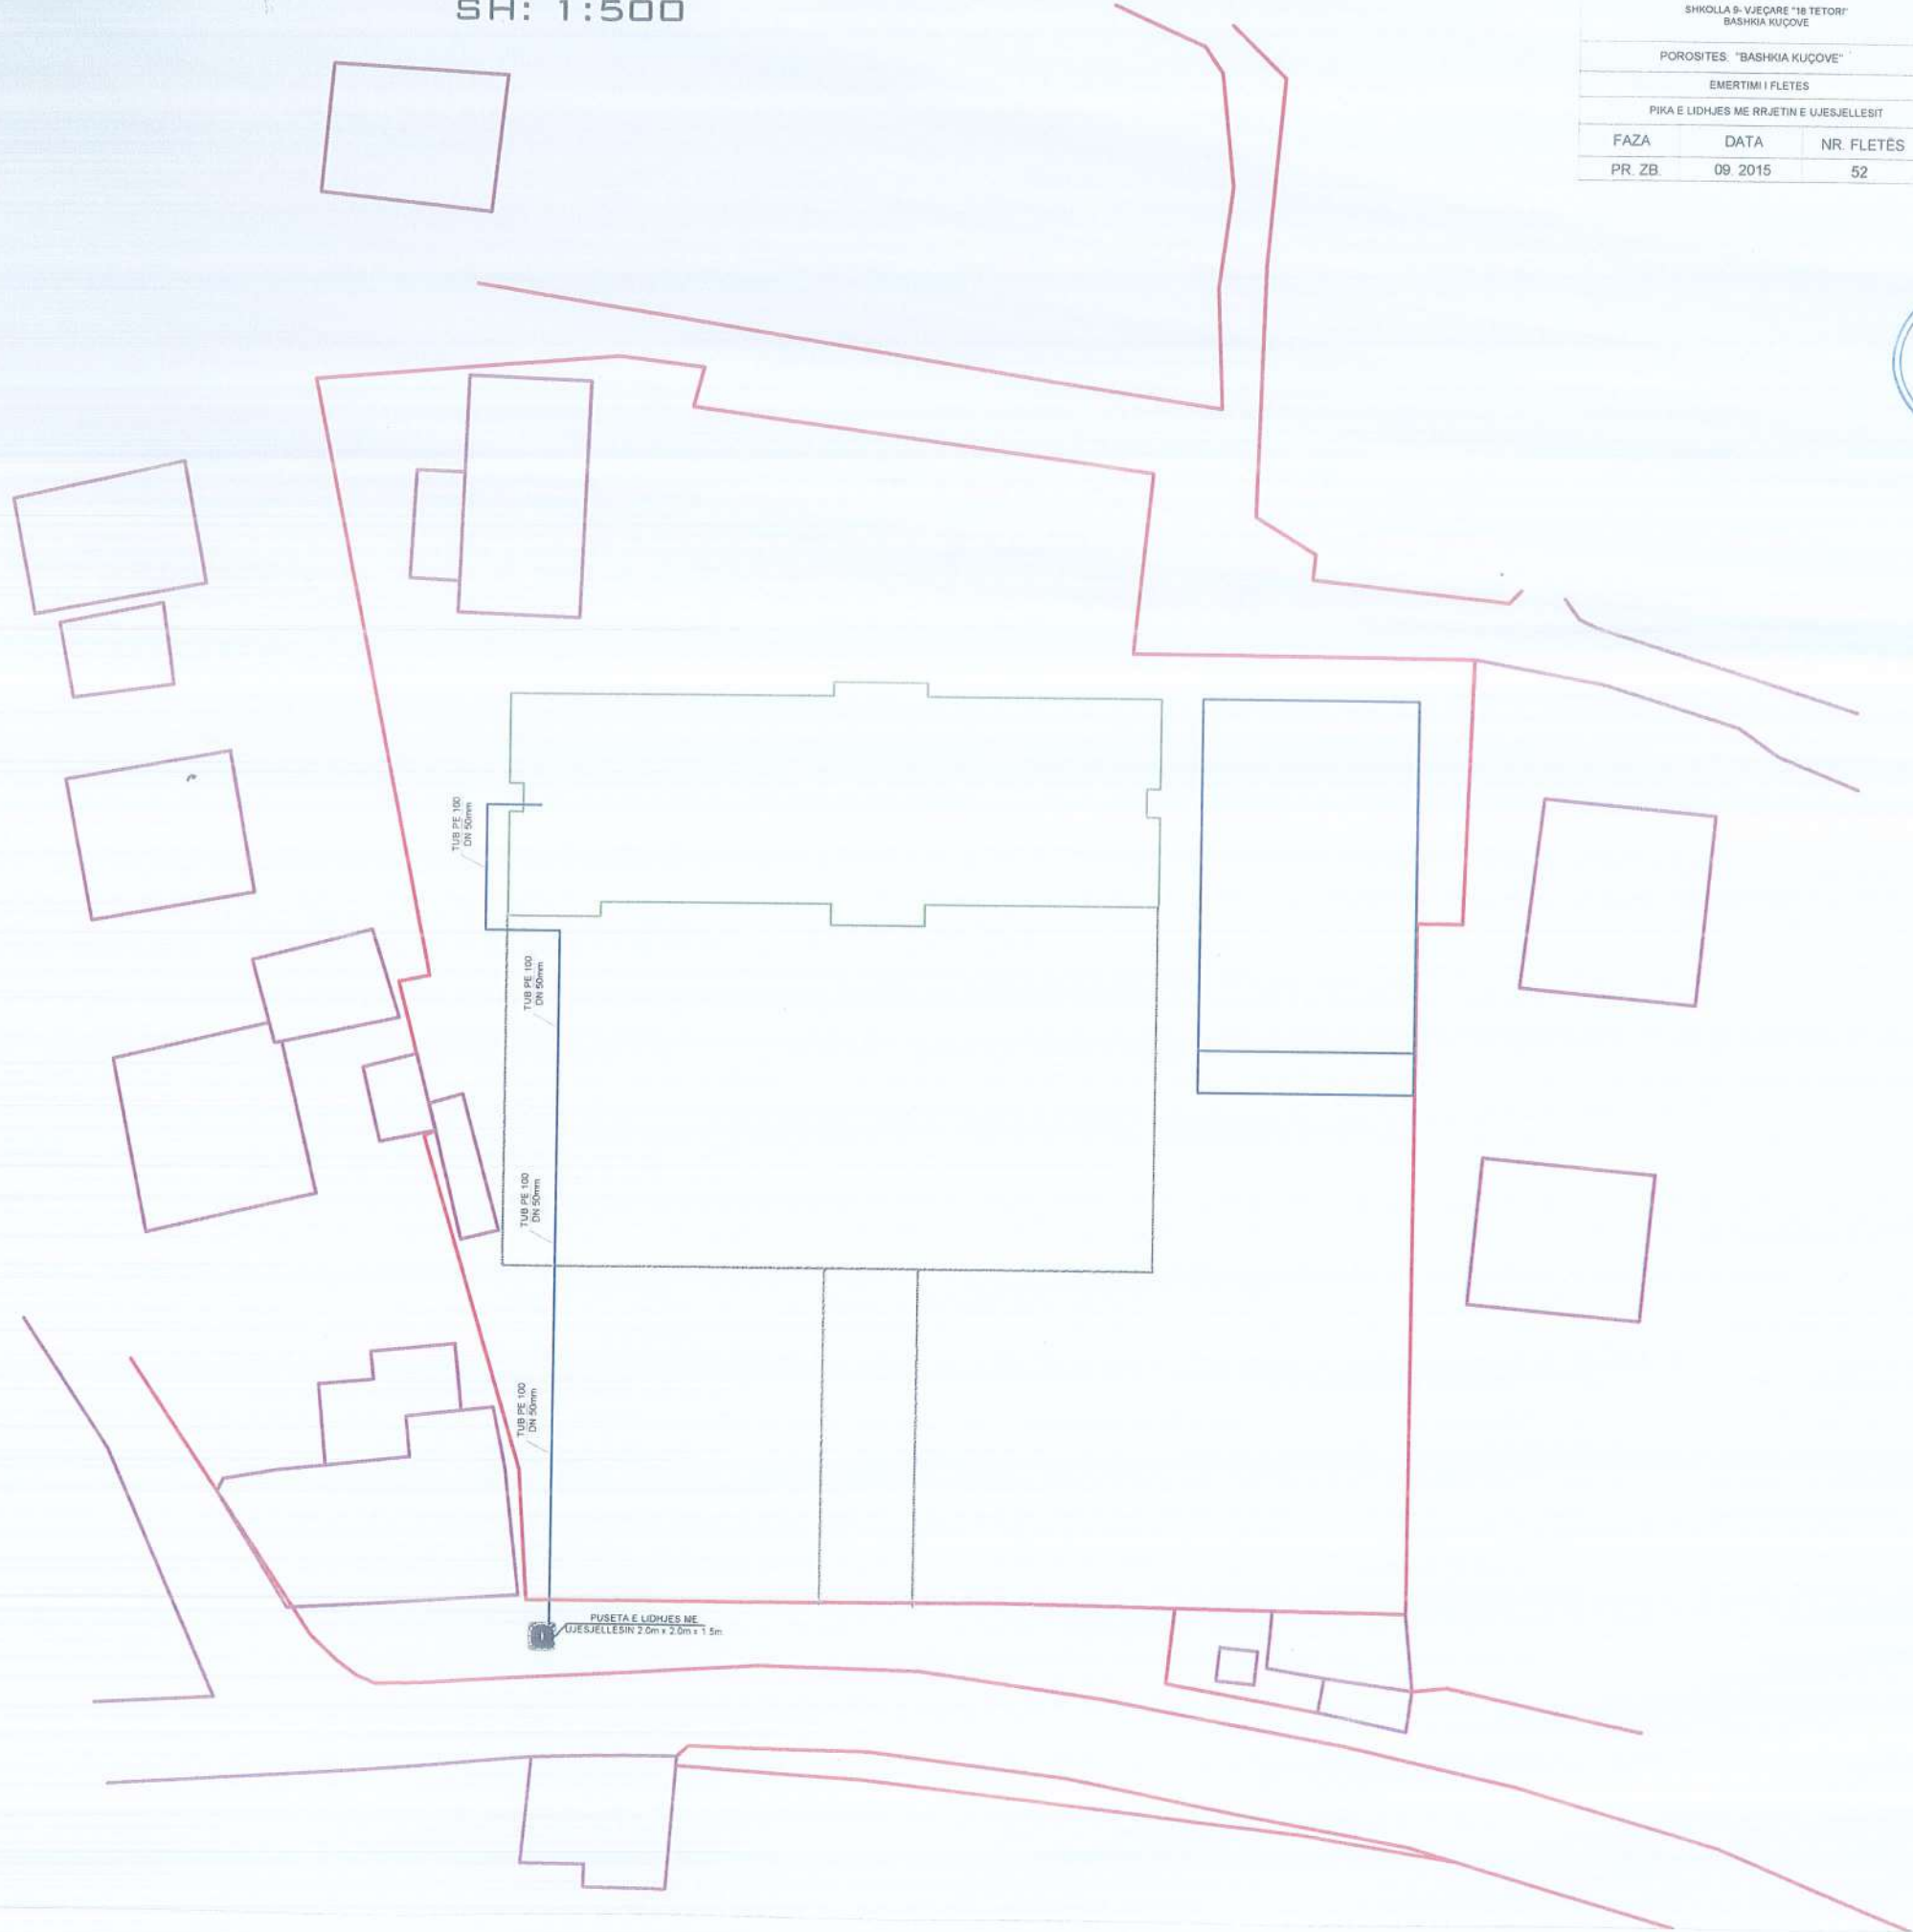 SH: 1:500
SHKOLLA 9- VJEÇARE "18 TETORI"
BASHKIA KUÇOVE
POROSITES: "BASHKIA KUÇOVE"
EMERTIMI I FLETES
PIKA E LIDHJES ME RRJETIN E UJESJELLESIT
FAZA DATA NR. FLETËS
PR. ZB. 09. 2015 52
TUB PE 100
DN 50mm
TUB PE 100
DN 50mm
TUB PE 100
DN 50mm
TUB PE 100
DN 50mm
PUSETA E LIDHJES ME
UJESJELLESIN 2.0m x 2.0m x 1.5m